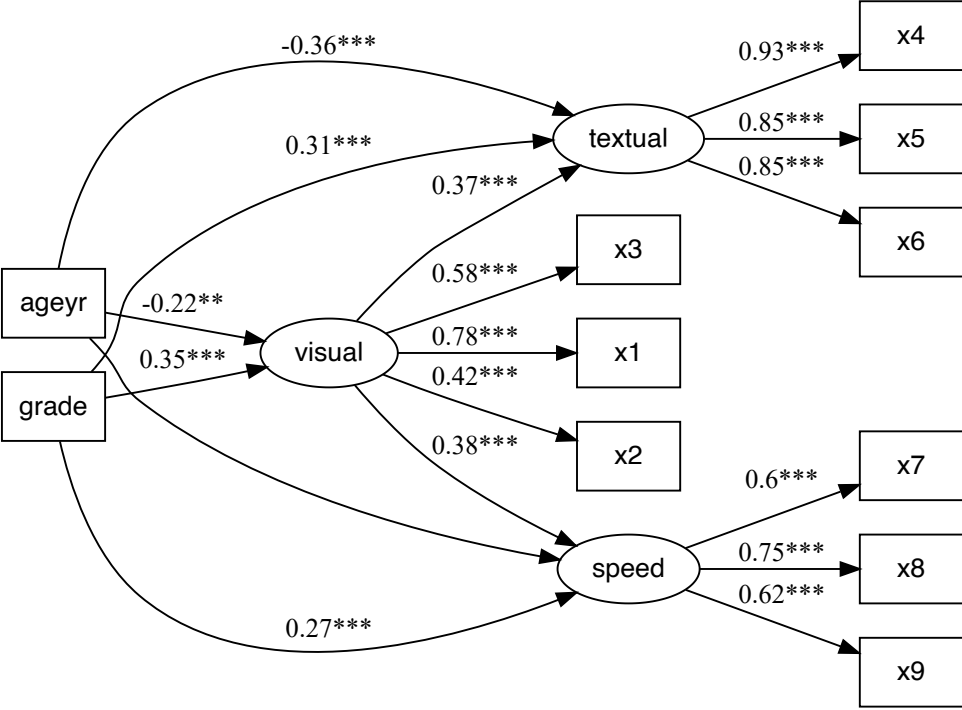 x4
-0.36***
0.93***
x5
textual
0.85***
0.31***
0.85***
0.37***
x6
x3
0.58***
ageyr
-0.22**
0.78***
x1
visual
0.35***
0.42***
grade
0.38***
x2
x7
0.6***
0.75***
x8
speed
0.62***
0.27***
x9